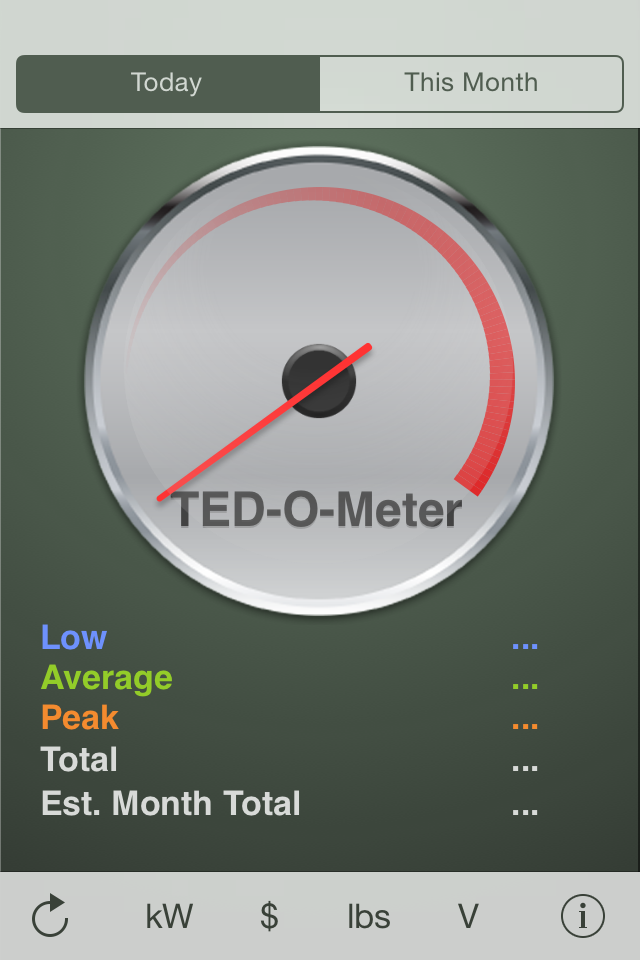 Today This Month
TED-O-Meter
Low ...
Average ...
Peak ...
Total ...
Est. Month Total ...
kW $ lbs V i